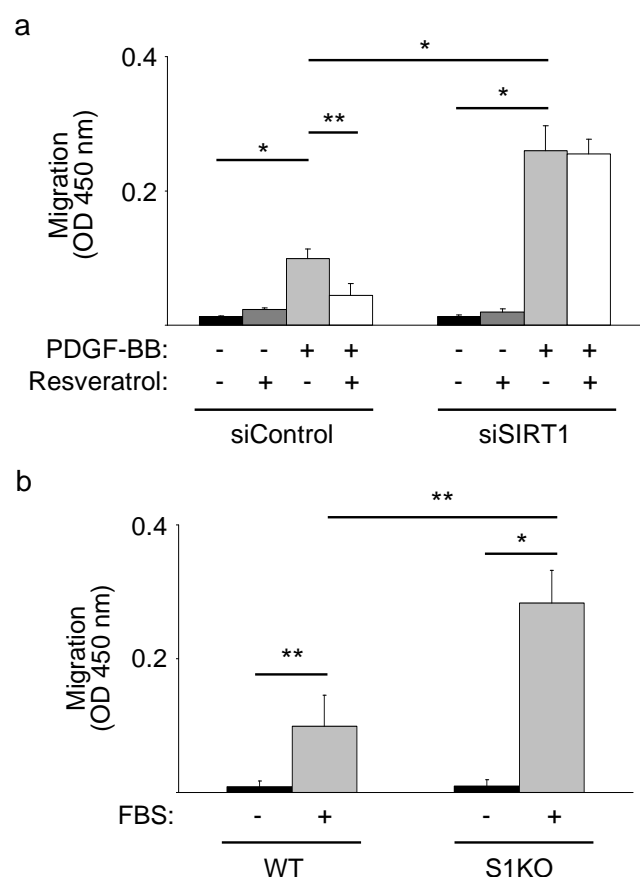 a
*
* ** *
0.4
0.2
Migration
(OD 450 nm)
PDGF-BB: - - + + - - + +
Resveratrol: - + - + - + - +
siControl siSIRT1
b
**
** *
0.4
0.2
Migration
(OD 450 nm)
FBS: - + - +
WT S1KO